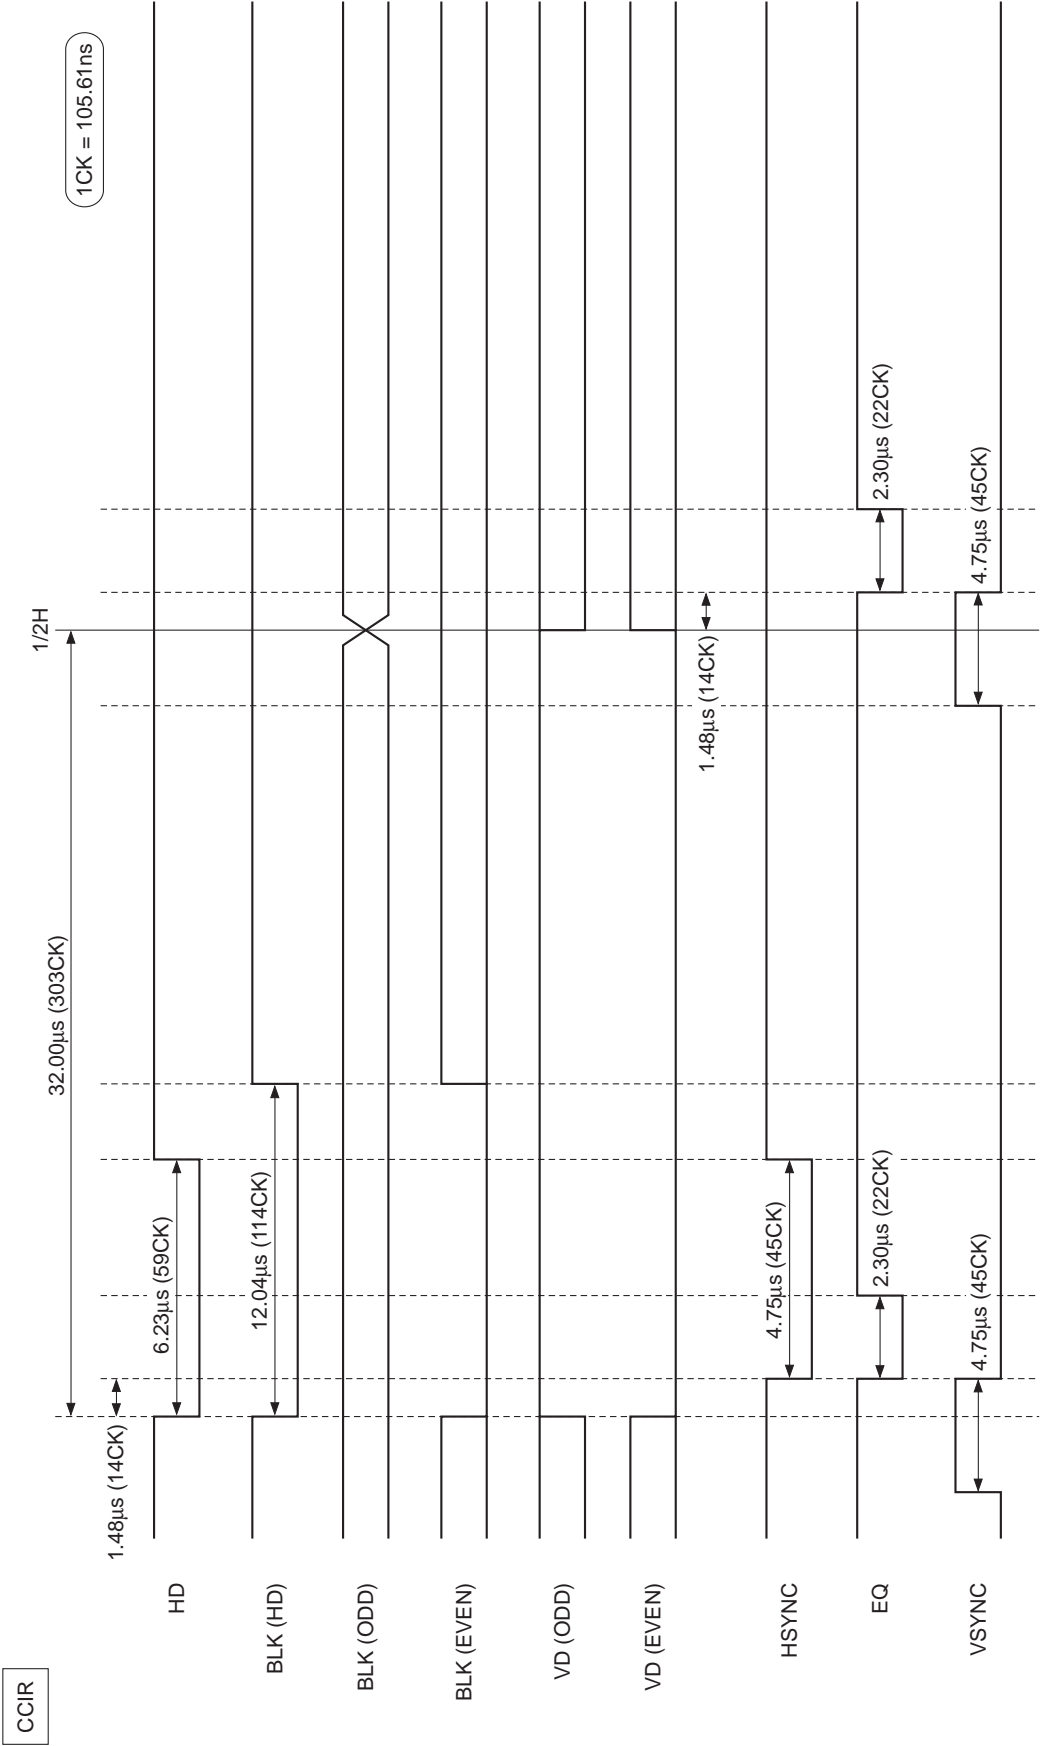 CCIR
1CK = 105.61ns
32.00μs (303CK)
1/2H
1.48μs (14CK)
HD
6.23μs (59CK)
BLK (HD)
12.04μs (114CK)
BLK (ODD)
BLK (EVEN)
VD (ODD)
VD (EVEN)
1.48μs (14CK)
HSYNC
4.75μs (45CK)
EQ
2.30μs (22CK)
2.30μs (22CK)
VSYNC
4.75μs (45CK)
4.75μs (45CK)